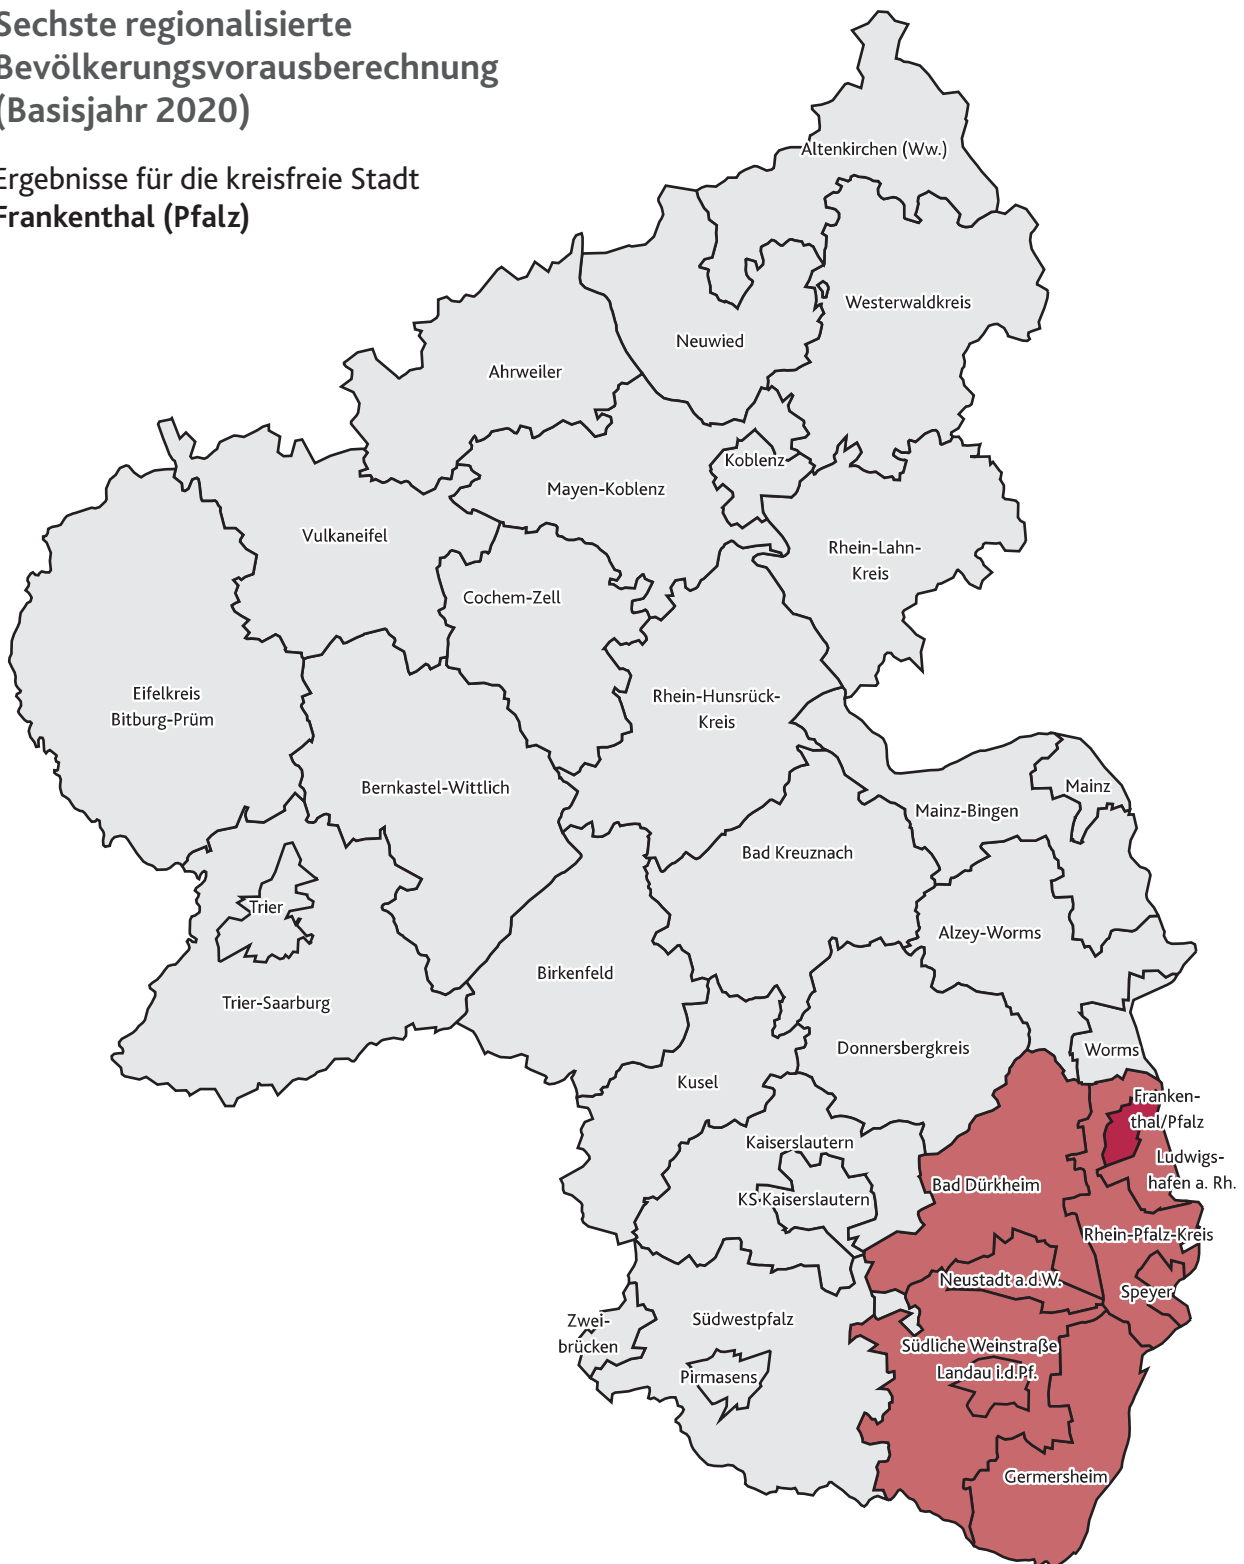 Sechste regionalisierte
Bevölkerungsvorausberechnung
(Basisjahr 2020)
Ergebnisse für die kreisfreie Stadt
Frankenthal (Pfalz)
Altenkirchen (Ww.)
Westerwaldkreis
Neuwied
Ahrweiler
Koblenz
Mayen-Koblenz
Vulkaneifel
Rhein-Lahn-
Kreis
Cochem-Zell
Eifelkreis
Bitburg-Prüm
Rhein-Hunsrück-
Kreis
Bernkastel-Wittlich
Mainz
Mainz-Bingen
Bad Kreuznach
Trier
Alzey-Worms
Birkenfeld
Trier-Saarburg
Donnersbergkreis
Worms
Kusel
Franken-
thal/Pfalz
Kaiserslautern
Ludwigs-
hafen a. Rh.
Bad Dürkheim
KS-Kaiserslautern
Rhein-Pfalz-Kreis
Neustadt a.d.W.
Speyer
Zwei-
brücken
Südwestpfalz
Südliche Weinstraße
Landau i.d.Pf.
Pirmasens
Germersheim